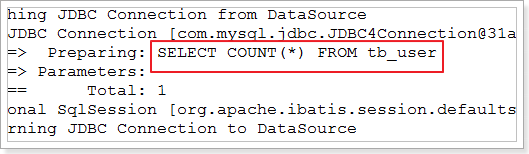 hing JDBC Connection from DataSource
JDBC Connection [com.mysql.jdbc.JDBC4Connection@31a
=>  Preparing: SELECT COUNT(*) FROM tb_user
=> Parameters:
==      Total: 1
onal SqlSession [org.apache.ibatis.session.defaults
rning JDBC Connection to DataSource